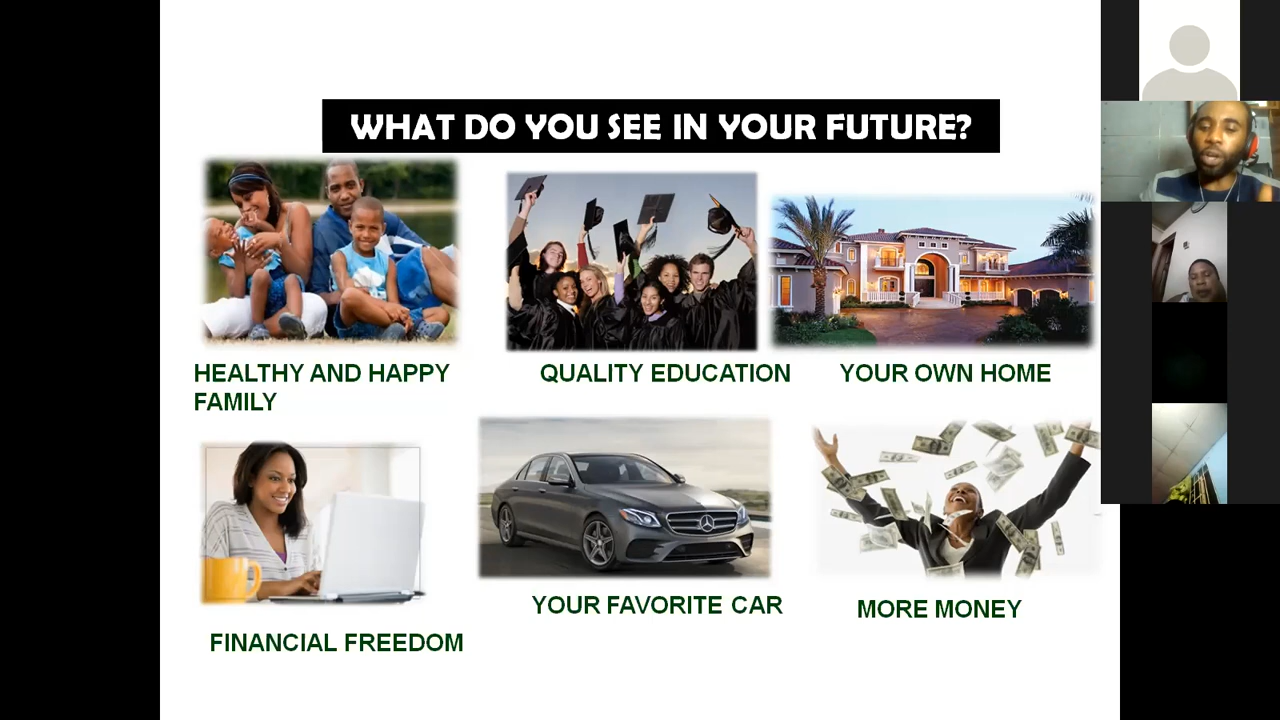 WHAT DO YOU SEE IN YOUR FUTURE?
HEALTHY AND HAPPY
FAMILY
QUALITY EDUCATION
YOUR OWN HOME
FINANCIAL FREEDOM
YOUR FAVORITE CAR
MORE MONEY